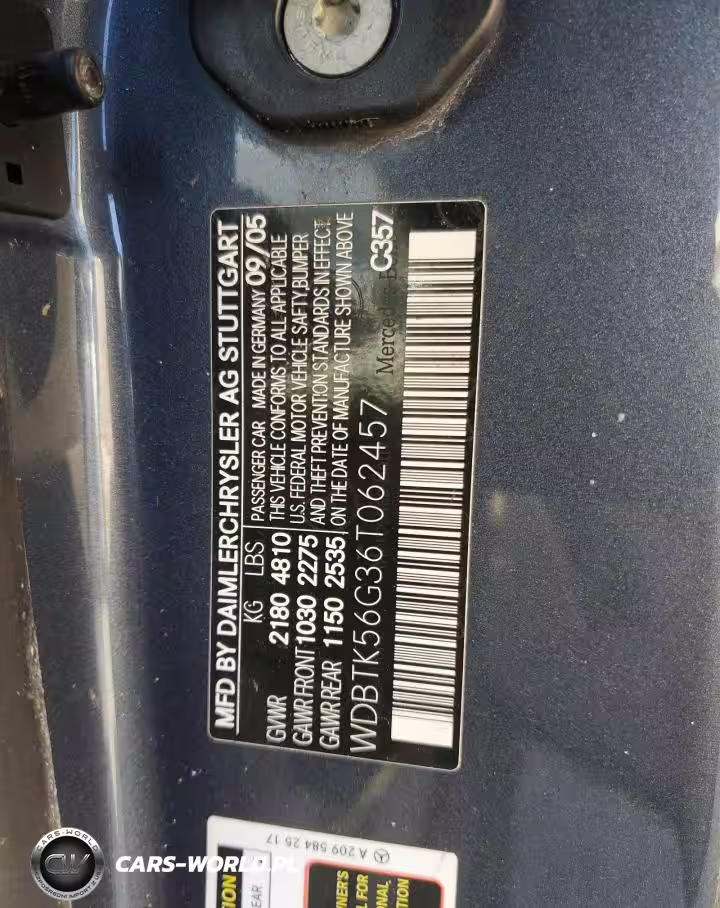 MFD BY DAIMLERCHRYSLER AG STUTTGART
KG LBS
GVWR 2180 4810
GAWR FRONT 1030 2275
GAWR REAR 1150 2535
PASSENGER CAR MADE IN GERMANY 09/05
THIS VEHICLE CONFORMS TO ALL APPLICABLE
U.S. FEDERAL MOTOR VEHICLE SAFTY, BUMPER
AND THEFT PREVENTION STANDARDS IN EFFECT
ON THE DATE OF MANUFACTURE SHOWN ABOVE
WDBTK56G36T062457
C357
A 209 584 25 17
CARS-WORLD
CW
CARS-WORLD.PL